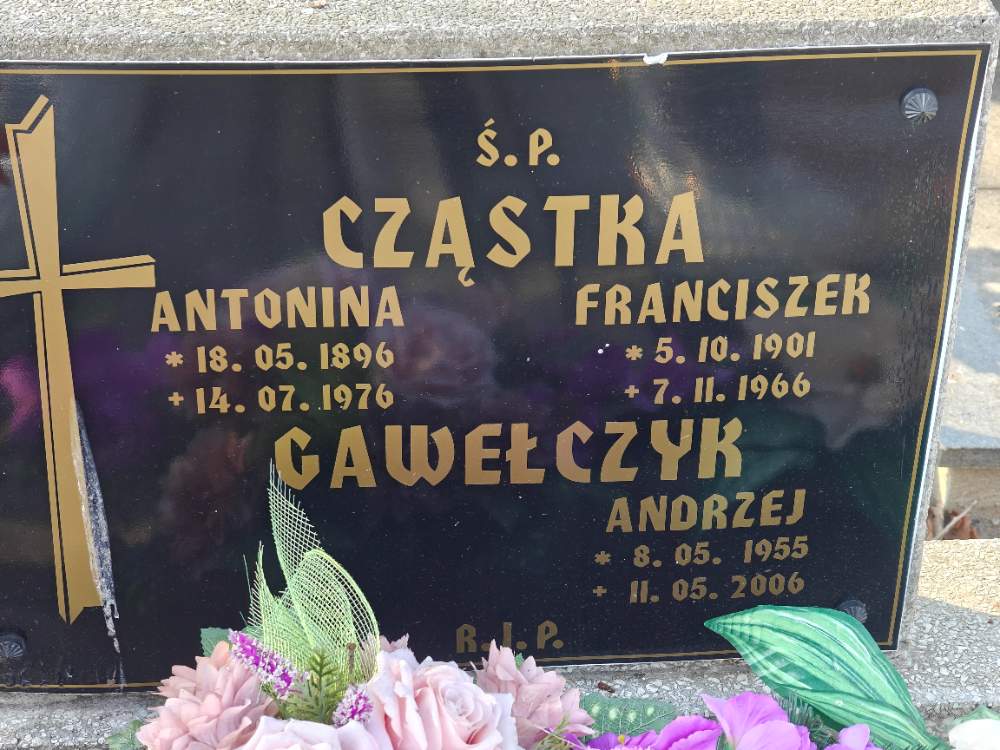 Ś. P.
CZĄSTKA
ANTONINA FRANCISZEK
* 18. 05. 1896 * 5. 10. 1901
+ 14. 07. 1976 + 7. 11. 1966
GAWEŁCZYK
ANDRZEJ
* 8. 05. 1955
+ 11. 05. 2006
R. I. P.